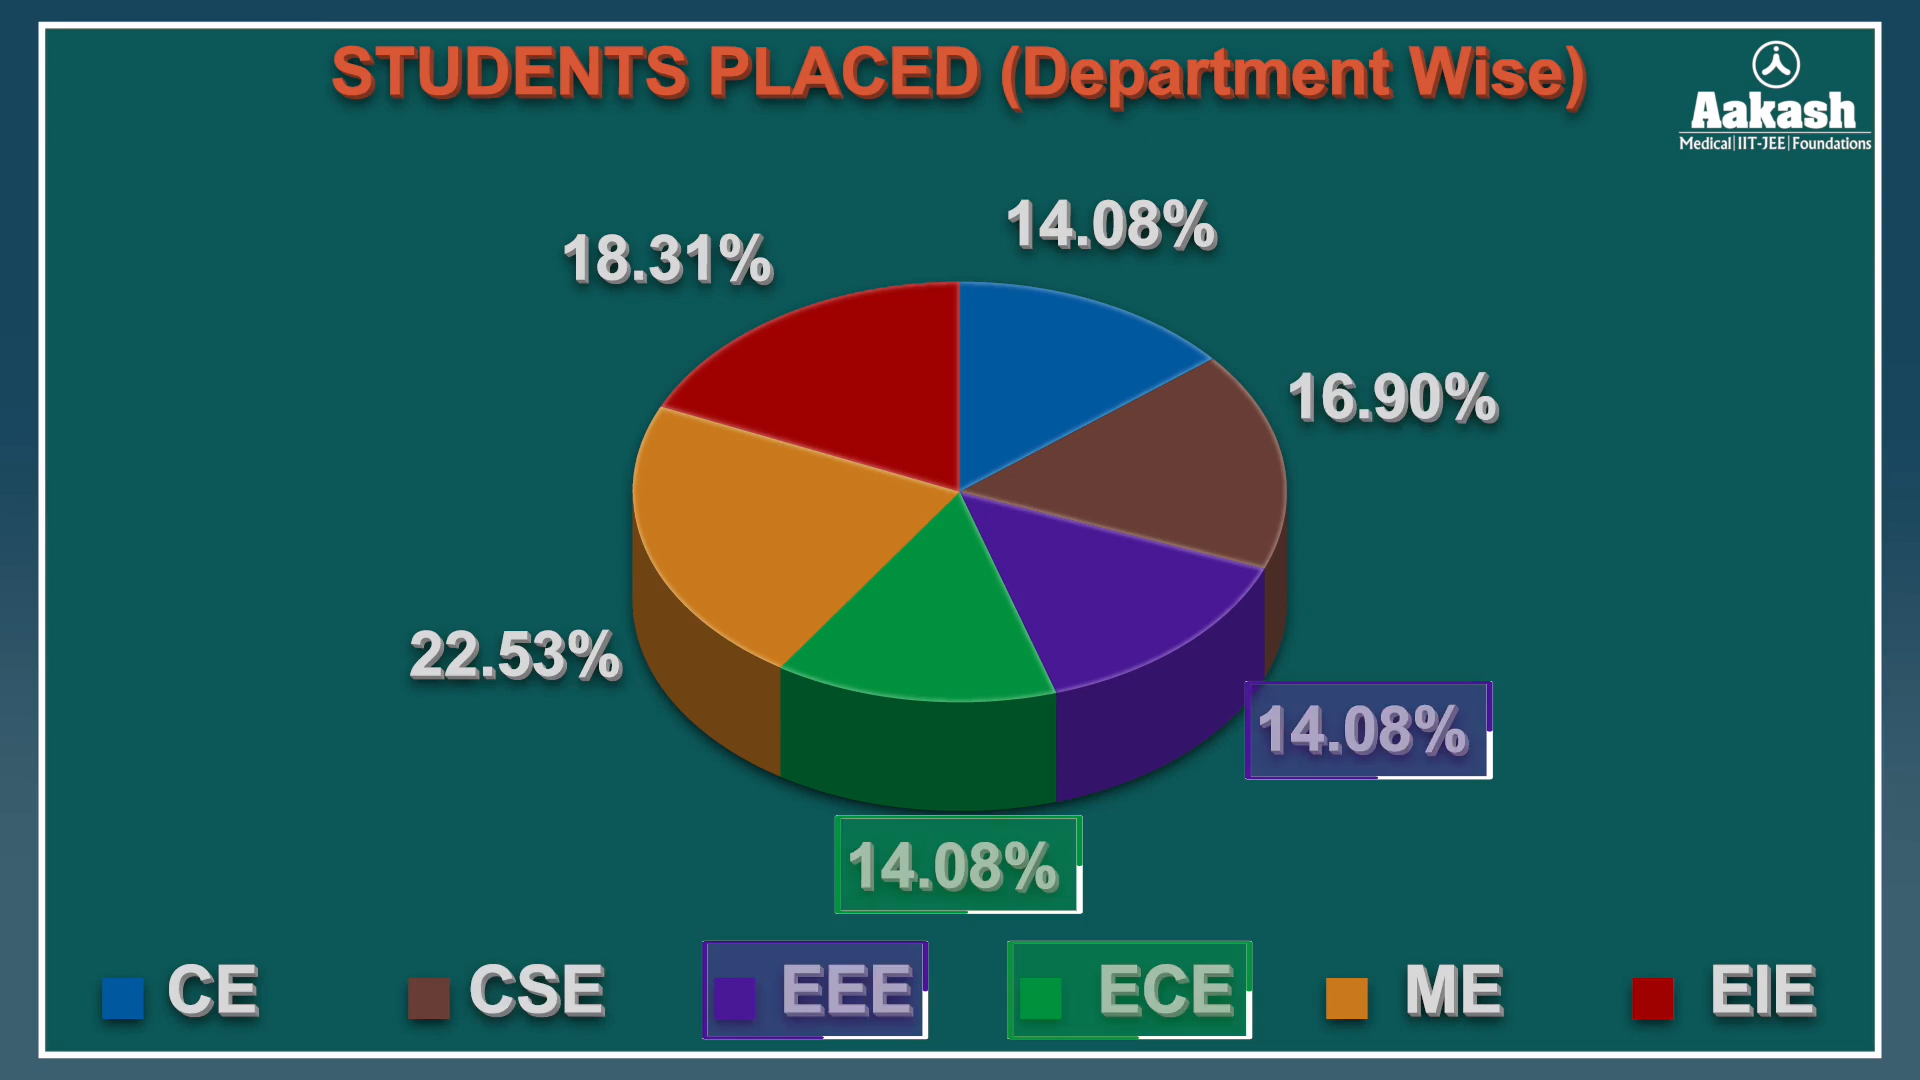 STUDENTS PLACED (Department Wise)
Aakash
Medical|IIT-JEE|Foundations
14.08%
18.31%
16.90%
22.53%
14.08%
14.08%
CE CSE EEE ECE ME EIE